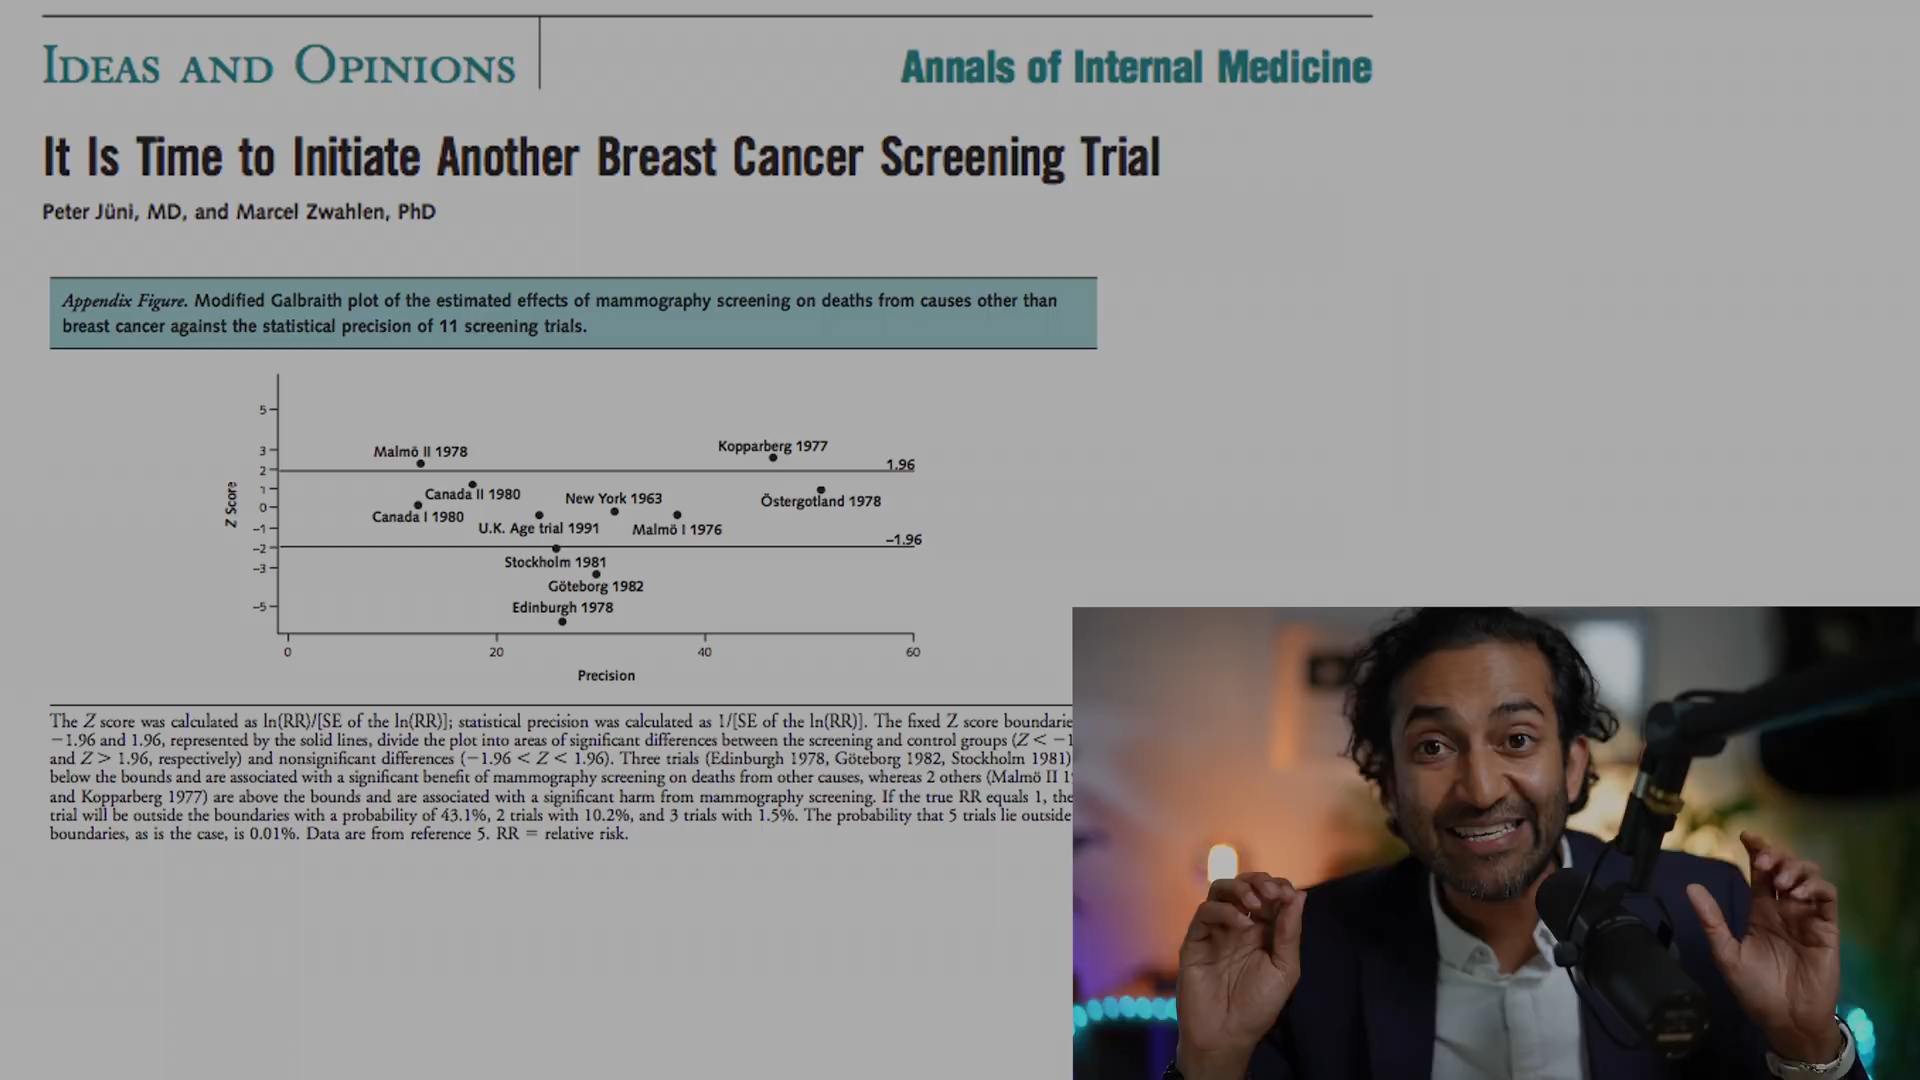 IDEAS AND OPINIONS
Annals of Internal Medicine
It Is Time to Initiate Another Breast Cancer Screening Trial
Peter Jüni, MD, and Marcel Zwahlen, PhD
Appendix Figure. Modified Galbraith plot of the estimated effects of mammography screening on deaths from causes other than
breast cancer against the statistical precision of 11 screening trials.
5
Kopparberg 1977
Malmö II 1978
3
1.96
2
1
Canada II 1980
New York 1963
Östergotland 1978
Z Score
0
Canada I 1980
U.K. Age trial 1991
Malmö I 1976
−1
−1.96
−2
Stockholm 1981
−3
Göteborg 1982
Edinburgh 1978
−5
0
20
40
60
Precision
The Z score was calculated as ln(RR)/[SE of the ln(RR)]; statistical precision was calculated as 1/[SE of the ln(RR)]. The fixed Z score boundarie
−1.96 and 1.96, represented by the solid lines, divide the plot into areas of significant differences between the screening and control groups (Z < −1
and Z > 1.96, respectively) and nonsignificant differences (−1.96 < Z < 1.96). Three trials (Edinburgh 1978, Göteborg 1982, Stockholm 1981)
below the bounds and are associated with a significant benefit of mammography screening on deaths from other causes, whereas 2 others (Malmö II 1
and Kopparberg 1977) are above the bounds and are associated with a significant harm from mammography screening. If the true RR equals 1, the
trial will be outside the boundaries with a probability of 43.1%, 2 trials with 10.2%, and 3 trials with 1.5%. The probability that 5 trials lie outside
boundaries, as is the case, is 0.01%. Data are from reference 5. RR = relative risk.